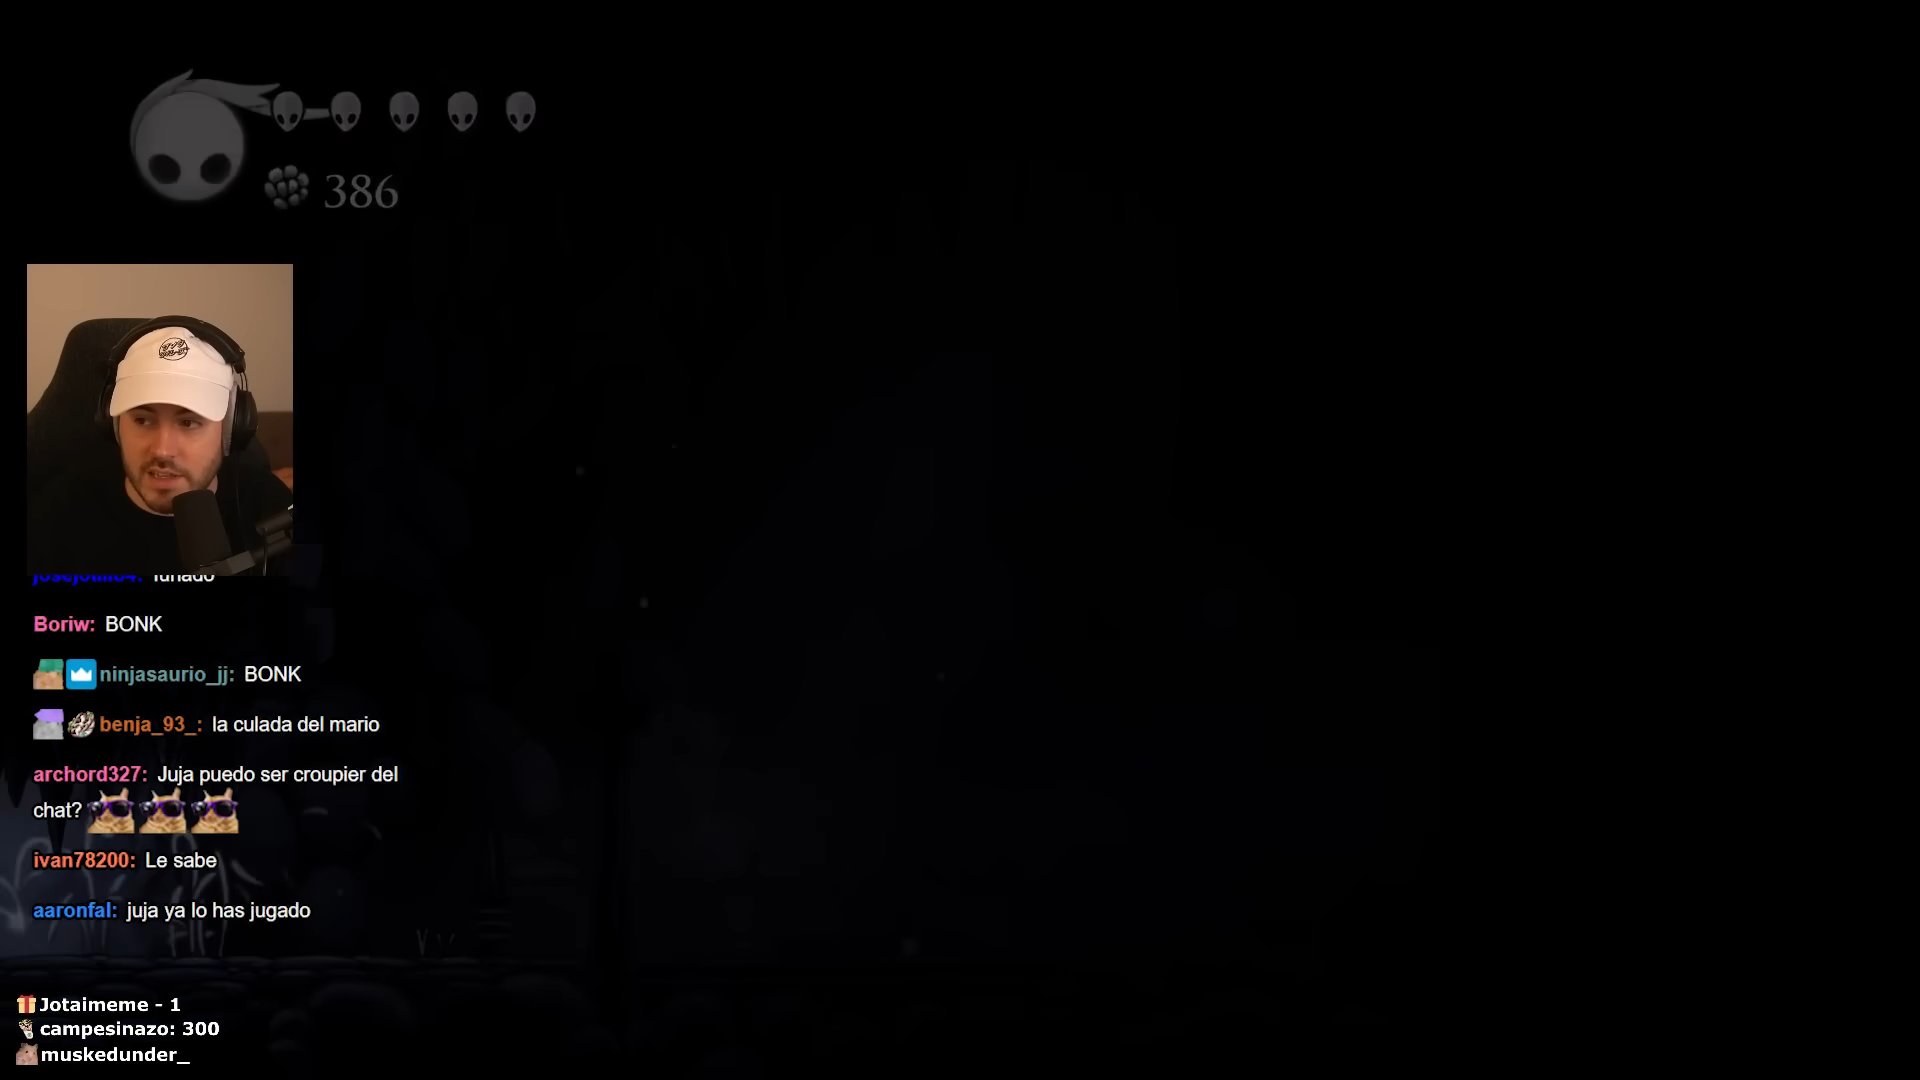 386
funado
Boriw: BONK
ninjasaurio_jj: BONK
benja_93_: la culada del mario
archord327: Juja puedo ser croupier del
chat?
ivan78200: Le sabe
aaronfal: juja ya lo has jugado
Jotaimeme - 1
campesinazo: 300
muskedunder_